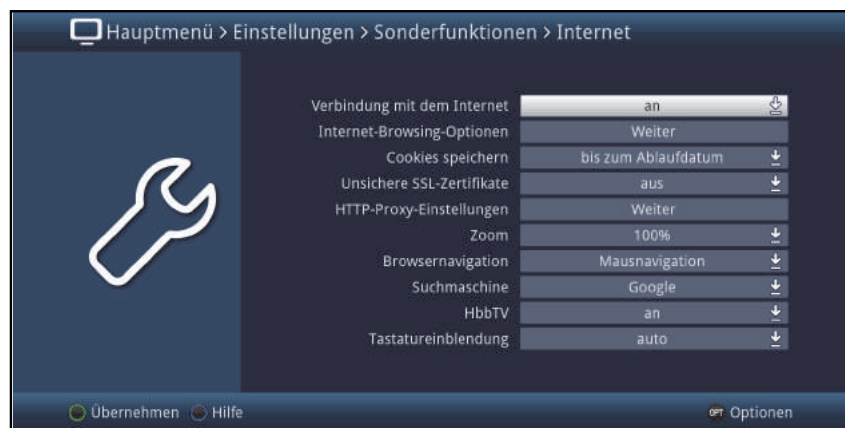 Hauptmenü > Einstellungen > Sonderfunktionen > Internet
Verbindung mit dem Internet an
Internet-Browsing-Optionen Weiter
Cookies speichern bis zum Ablaufdatum
Unsichere SSL-Zertifikate aus
HTTP-Proxy-Einstellungen Weiter
Zoom 100%
Browsernavigation Mausnavigation
Suchmaschine Google
HbbTV an
Tastatureinblendung auto
Übernehmen Hilfe OPT Optionen